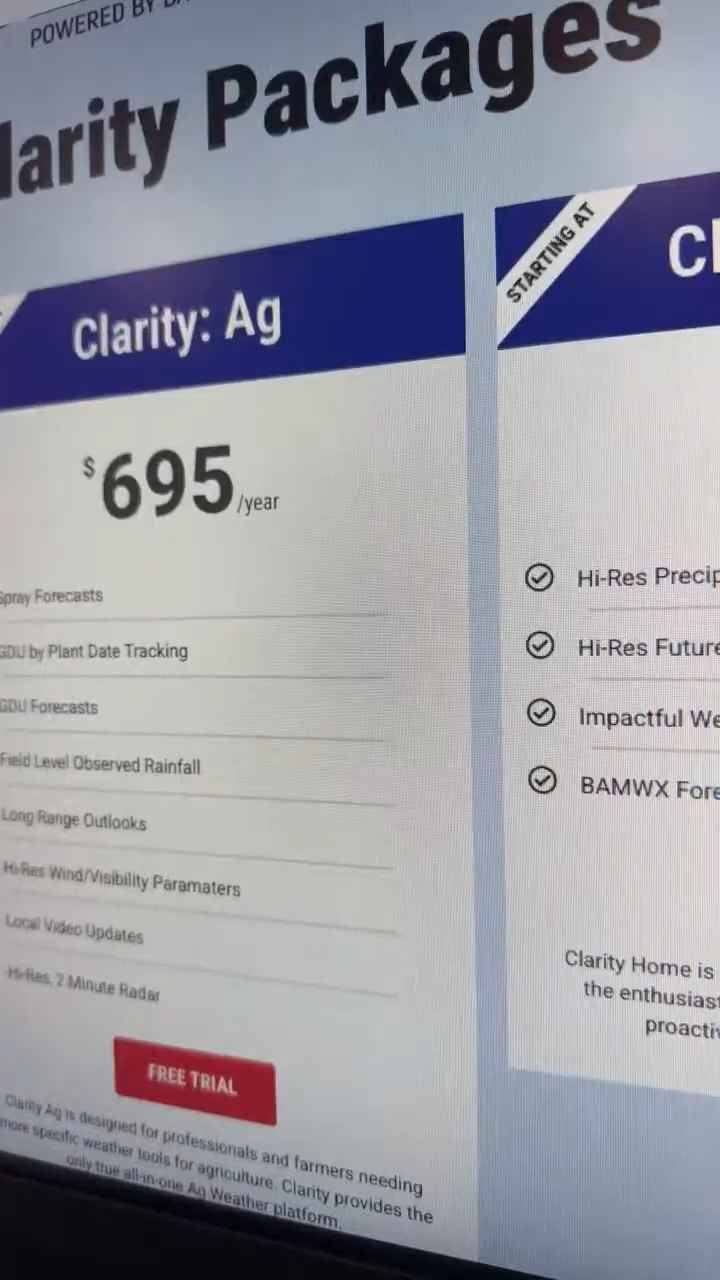 POWERED BY
larity Packages
Clarity: Ag
$695/year
Spray Forecasts
GDU by Plant Date Tracking
GDU Forecasts
Field Level Observed Rainfall
Long Range Outlooks
Hi-Res Wind/Visibility Paramaters
Local Video Updates
Hi-Res, 2 Minute Radar
FREE TRIAL
Clarity Ag is designed for professionals and farmers needing
more specific weather tools for agriculture. Clarity provides the
only true all-in-one Ag Weather platform.
STARTING AT
Cl
Hi-Res Precip
Hi-Res Future
Impactful We
BAMWX Fore
Clarity Home is
the enthusiast
proactiv